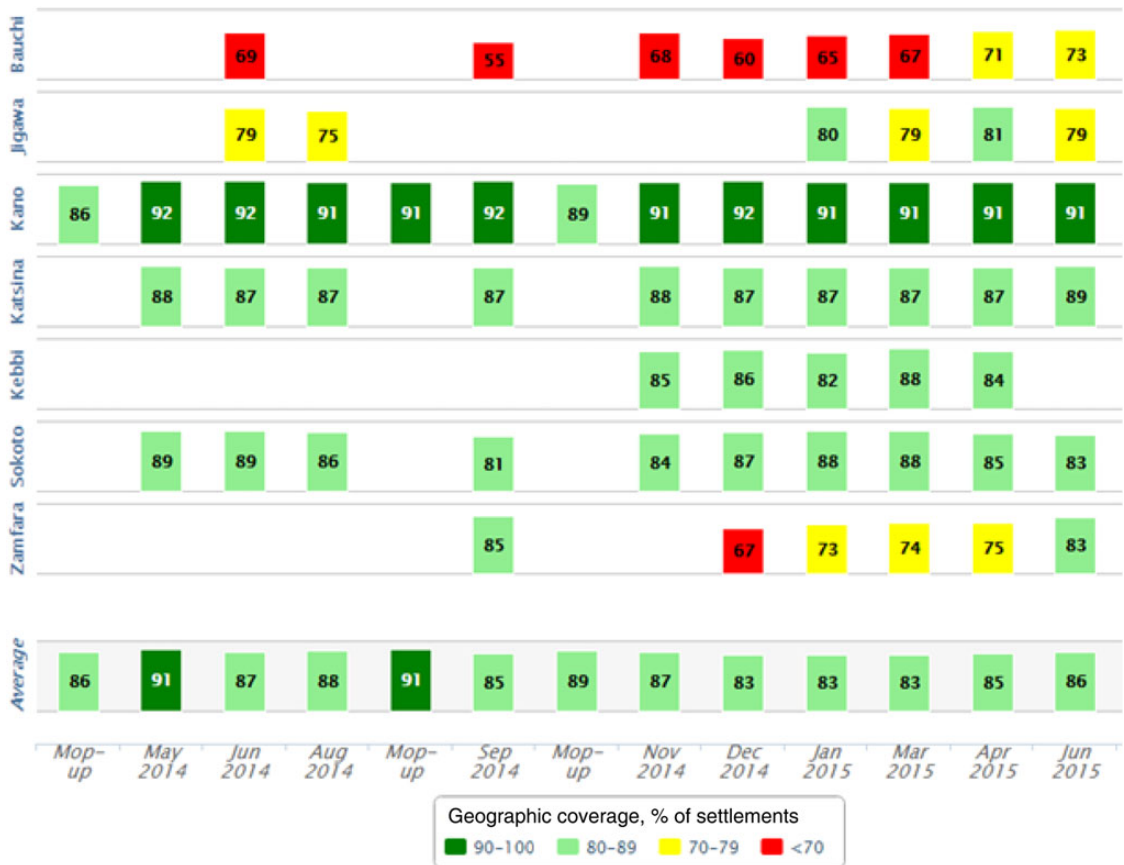 Bauchi 69 55 68 60 65 67 71 73
Jigawa 79 75 80 79 81 79
Kano 86 92 92 91 91 92 89 91 92 91 91 91 91
Katsina 88 87 87 87 88 87 87 87 87 89
Kebbi 85 86 82 88 84
Sokoto 89 89 86 81 84 87 88 88 85 83
Zamfara 85 67 73 74 75 83
Average 86 91 87 88 91 85 89 87 83 83 83 85 86
Mop- May Jun Aug Mop- Sep Mop- Nov Dec Jan Mar Apr Jun
up 2014 2014 2014 up 2014 up 2014 2014 2015 2015 2015 2015
Geographic coverage, % of settlements
90-100 80-89 70-79 <70